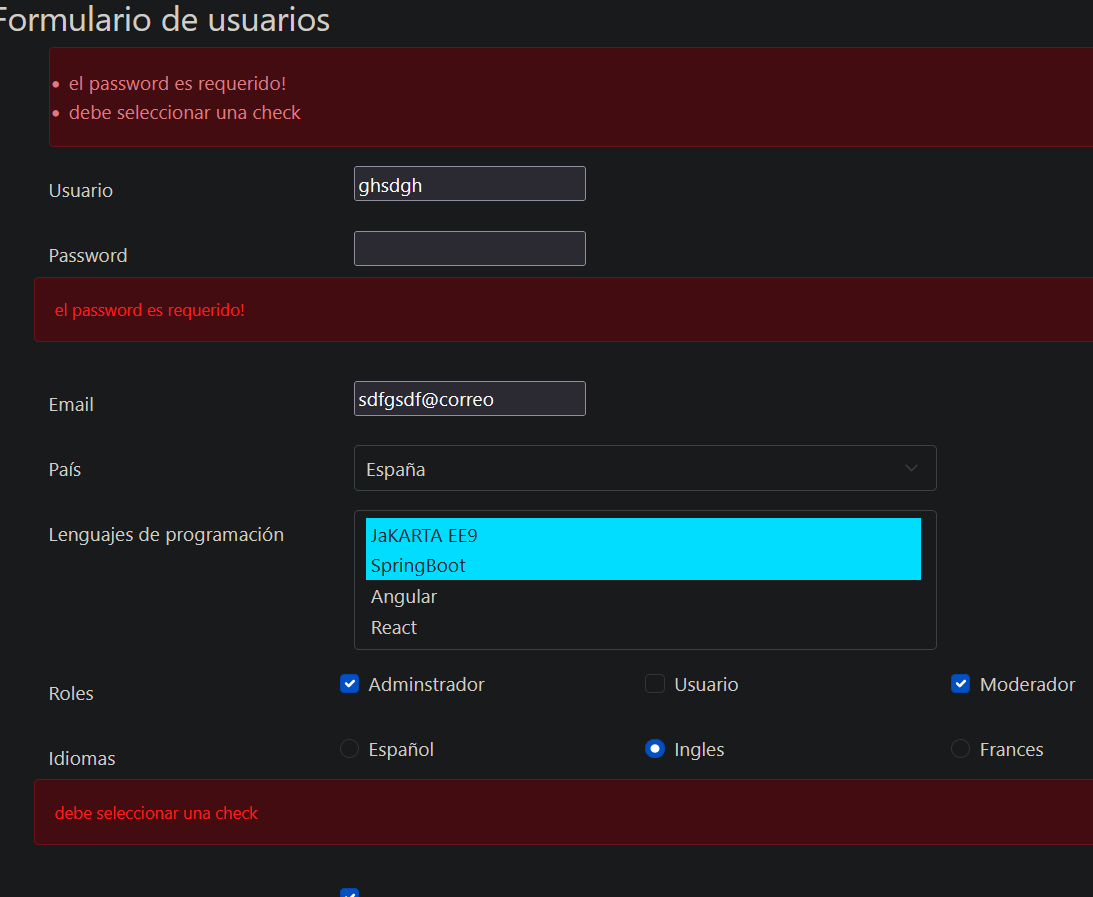 Formulario de usuarios
el password es requerido!
debe seleccionar una check
Usuario ghsdgh
Password
el password es requerido!
Email sdfgsdf@correo
País España
Lenguajes de programación JaKARTA EE9
SpringBoot
Angular
React
Roles Adminstrador Usuario Moderador
Idiomas Español Ingles Frances
debe seleccionar una check